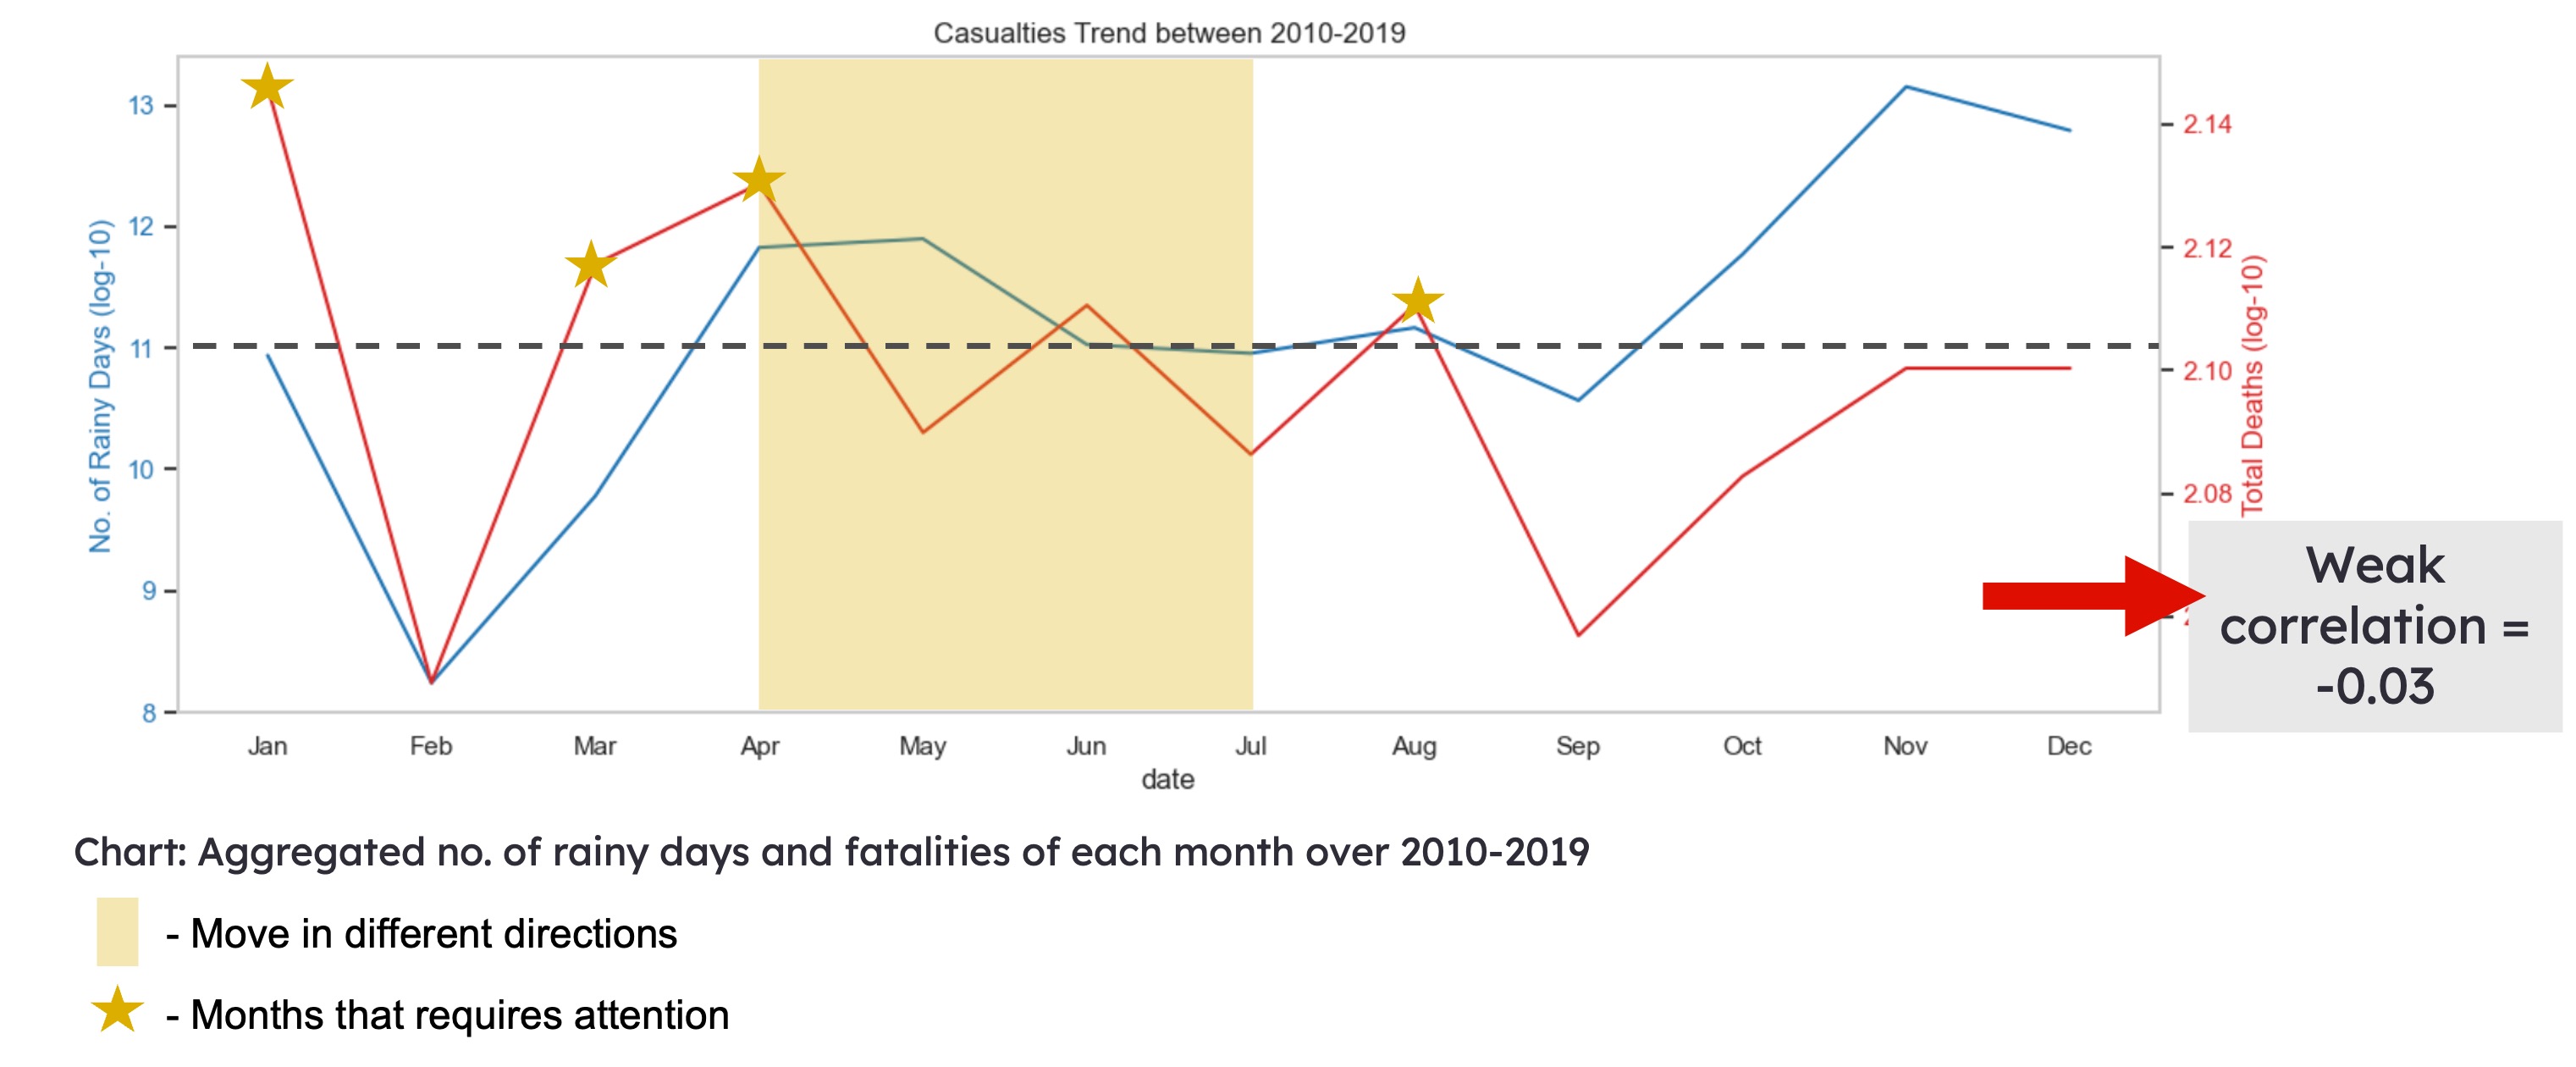 Casualties Trend between 2010-2019
13
12
11
10
9
8
No. of Rainy Days (log-10)
2.14
2.12
2.10
2.08
Total Deaths (log-10)
Weak
correlation =
-0.03
Jan Feb Mar Apr May Jun Jul Aug Sep Oct Nov Dec
date
Chart: Aggregated no. of rainy days and fatalities of each month over 2010-2019
- Move in different directions
- Months that requires attention